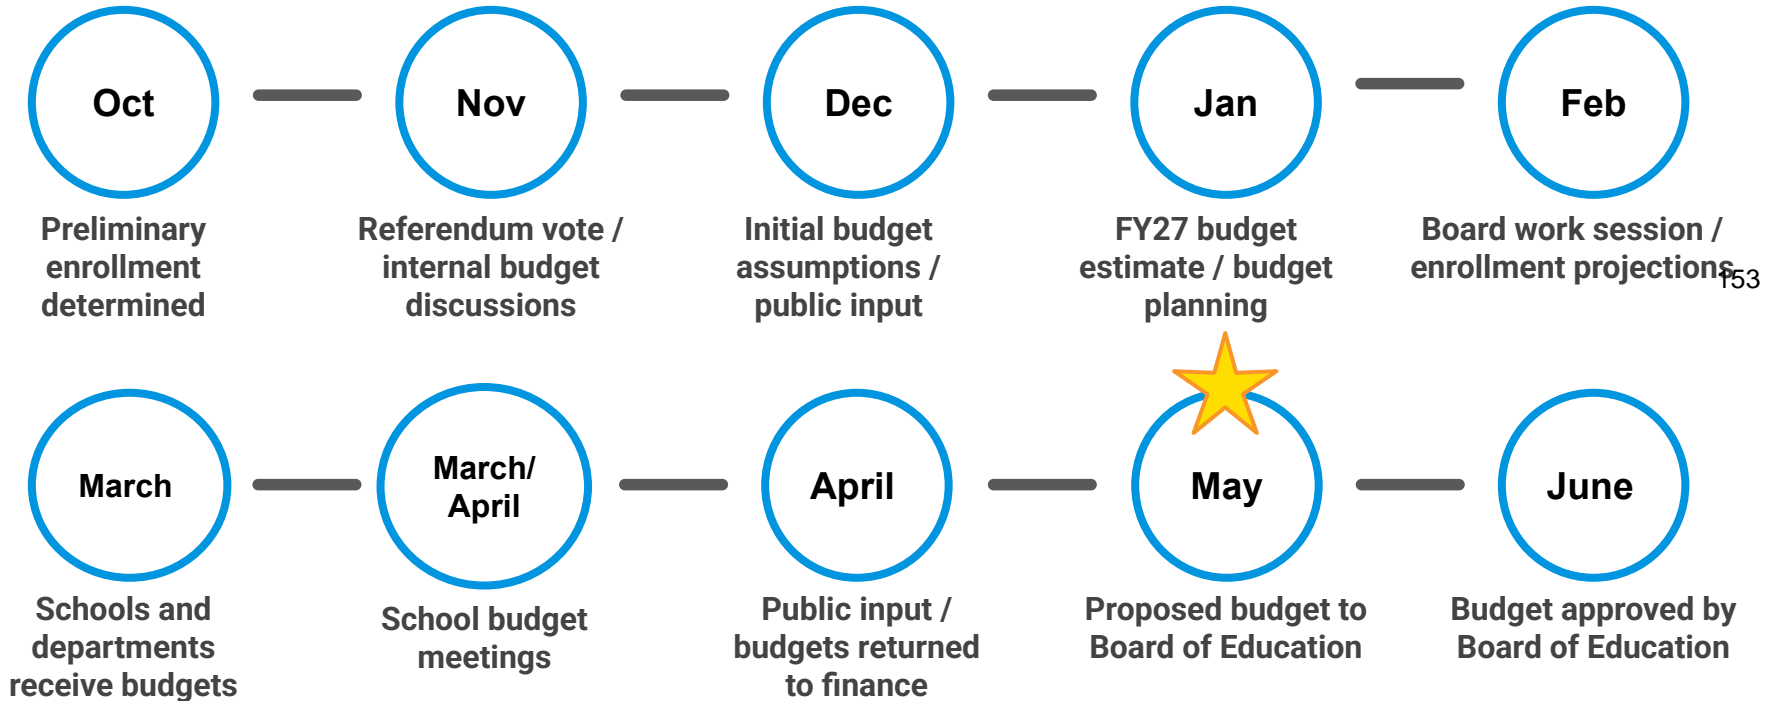 Oct
Nov
Dec
Jan
Feb
Preliminary
enrollment
determined
Referendum vote /
internal budget
discussions
Initial budget
assumptions /
public input
FY27 budget
estimate / budget
planning
Board work session /
enrollment projections
153
March
March/
April
April
May
June
Schools and
departments
receive budgets
School budget
meetings
Public input /
budgets returned
to finance
Proposed budget to
Board of Education
Budget approved by
Board of Education